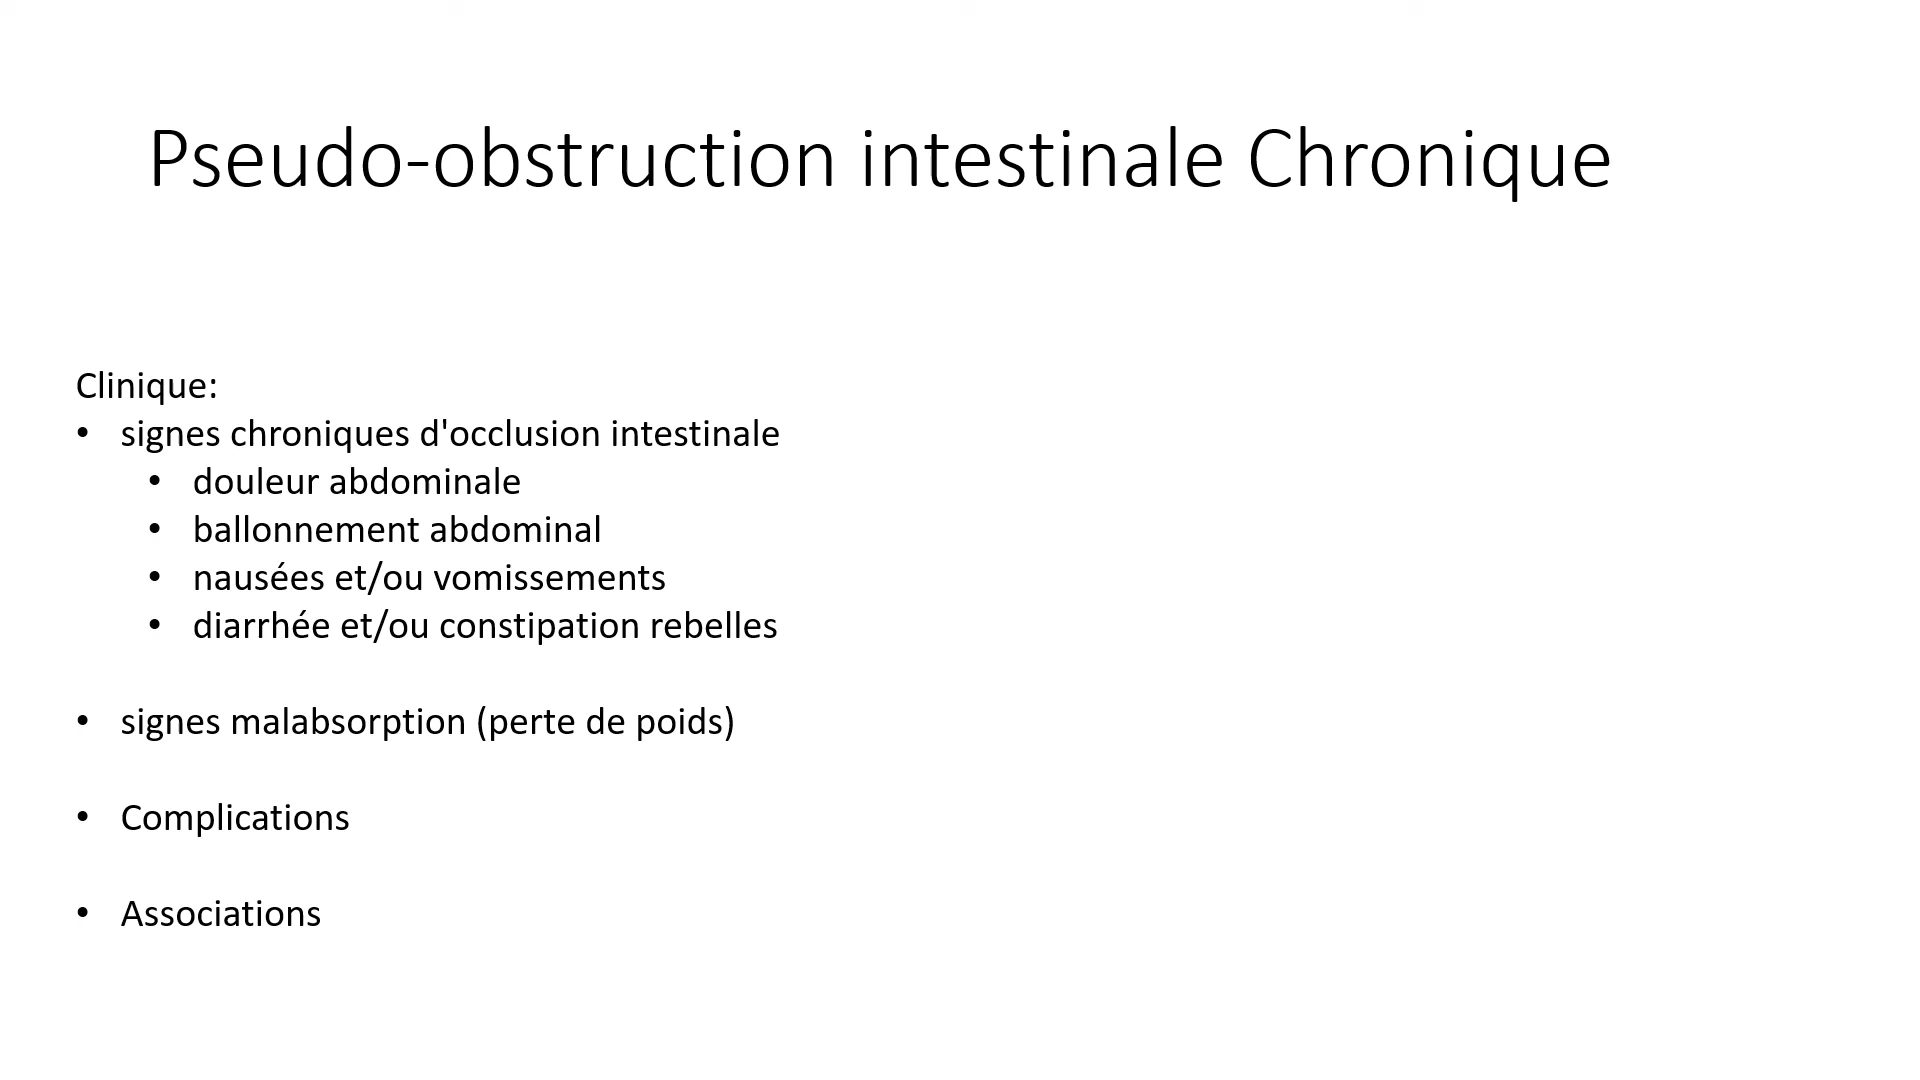 Pseudo-obstruction intestinale Chronique
Clinique:
• signes chroniques d'occlusion intestinale
• douleur abdominale
• ballonnement abdominal
• nausées et/ou vomissements
• diarrhée et/ou constipation rebelles
• signes malabsorption (perte de poids)
• Complications
• Associations